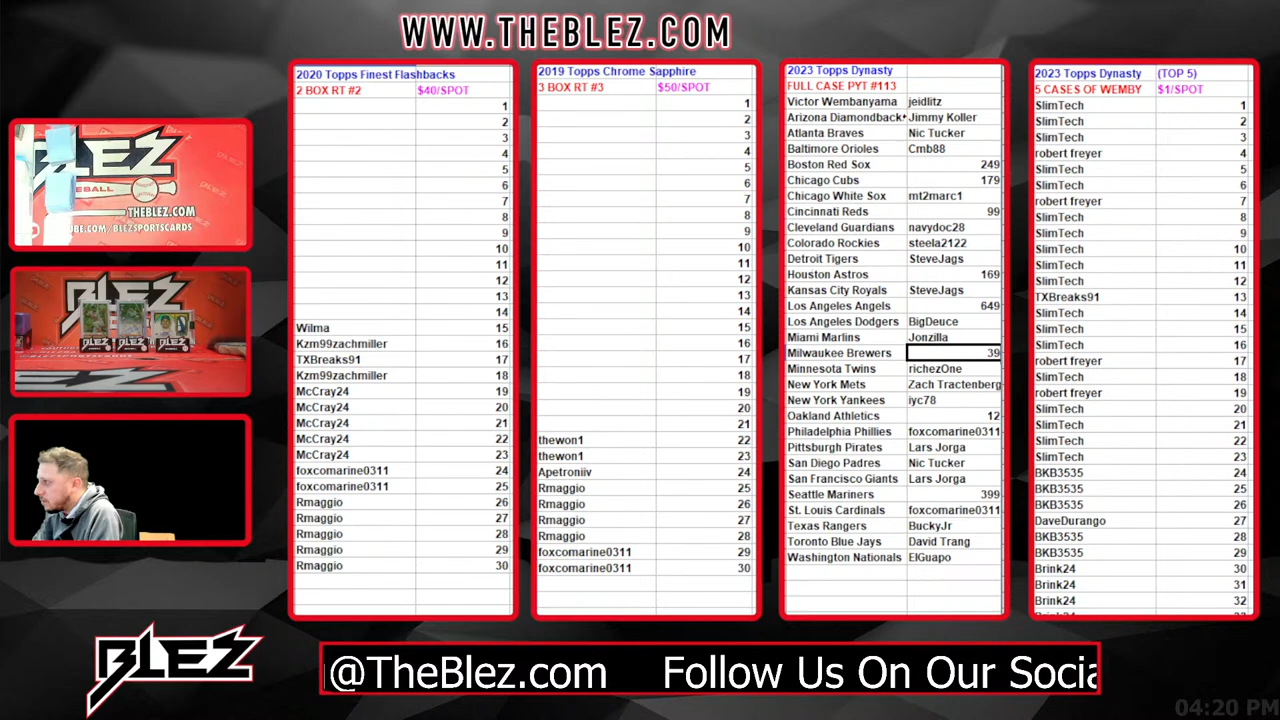 WWW.THEBLEZ.COM
2020 Topps Finest Flashbacks
2 BOX RT #2 $40/SPOT
1
2
3
4
5
6
7
8
9
10
11
12
13
14
Wilma 15
Kzm99zachmiller 16
TXBreaks91 17
Kzm99zachmiller 18
McCray24 19
McCray24 20
McCray24 21
McCray24 22
McCray24 23
foxcomarine0311 24
foxcomarine0311 25
Rmaggio 26
Rmaggio 27
Rmaggio 28
Rmaggio 29
Rmaggio 30
2019 Topps Chrome Sapphire
3 BOX RT #3 $50/SPOT
1
2
3
4
5
6
7
8
9
10
11
12
13
14
15
16
17
18
19
20
21
thewon1 22
thewon1 23
Apetroniiv 24
Rmaggio 25
Rmaggio 26
Rmaggio 27
Rmaggio 28
foxcomarine0311 29
foxcomarine0311 30
2023 Topps Dynasty
FULL CASE PYT #113
Victor Wembanyama jeidlitz
Arizona Diamondback Jimmy Koller
Atlanta Braves Nic Tucker
Baltimore Orioles Cmb88
Boston Red Sox 249
Chicago Cubs 179
Chicago White Sox mt2marc1
Cincinnati Reds 99
Cleveland Guardians navydoc28
Colorado Rockies steela2122
Detroit Tigers SteveJags
Houston Astros 169
Kansas City Royals SteveJags
Los Angeles Angels 649
Los Angeles Dodgers BigDeuce
Miami Marlins Jonzilla
Milwaukee Brewers 39
Minnesota Twins richezOne
New York Mets Zach Tractenberg
New York Yankees iyc78
Oakland Athletics 12
Philadelphia Phillies foxcomarine0311
Pittsburgh Pirates Lars Jorga
San Diego Padres Nic Tucker
San Francisco Giants Lars Jorga
Seattle Mariners 399
St. Louis Cardinals foxcomarine0311
Texas Rangers BuckyJr
Toronto Blue Jays David Trang
Washington Nationals ElGuapo
2023 Topps Dynasty (TOP 5)
5 CASES OF WEMBY $1/SPOT
SlimTech 1
SlimTech 2
SlimTech 3
robert freyer 4
SlimTech 5
SlimTech 6
robert freyer 7
SlimTech 8
SlimTech 9
SlimTech 10
SlimTech 11
SlimTech 12
TXBreaks91 13
SlimTech 14
SlimTech 15
SlimTech 16
robert freyer 17
SlimTech 18
robert freyer 19
SlimTech 20
SlimTech 21
SlimTech 22
SlimTech 23
BKB3535 24
BKB3535 25
BKB3535 26
DaveDurango 27
BKB3535 28
BKB3535 29
Brink24 30
Brink24 31
Brink24 32
BLEZ
THEBLEZ.COM
BLEZ
BLEZ
@TheBlez.com Follow Us On Our Socia
04:20 PM